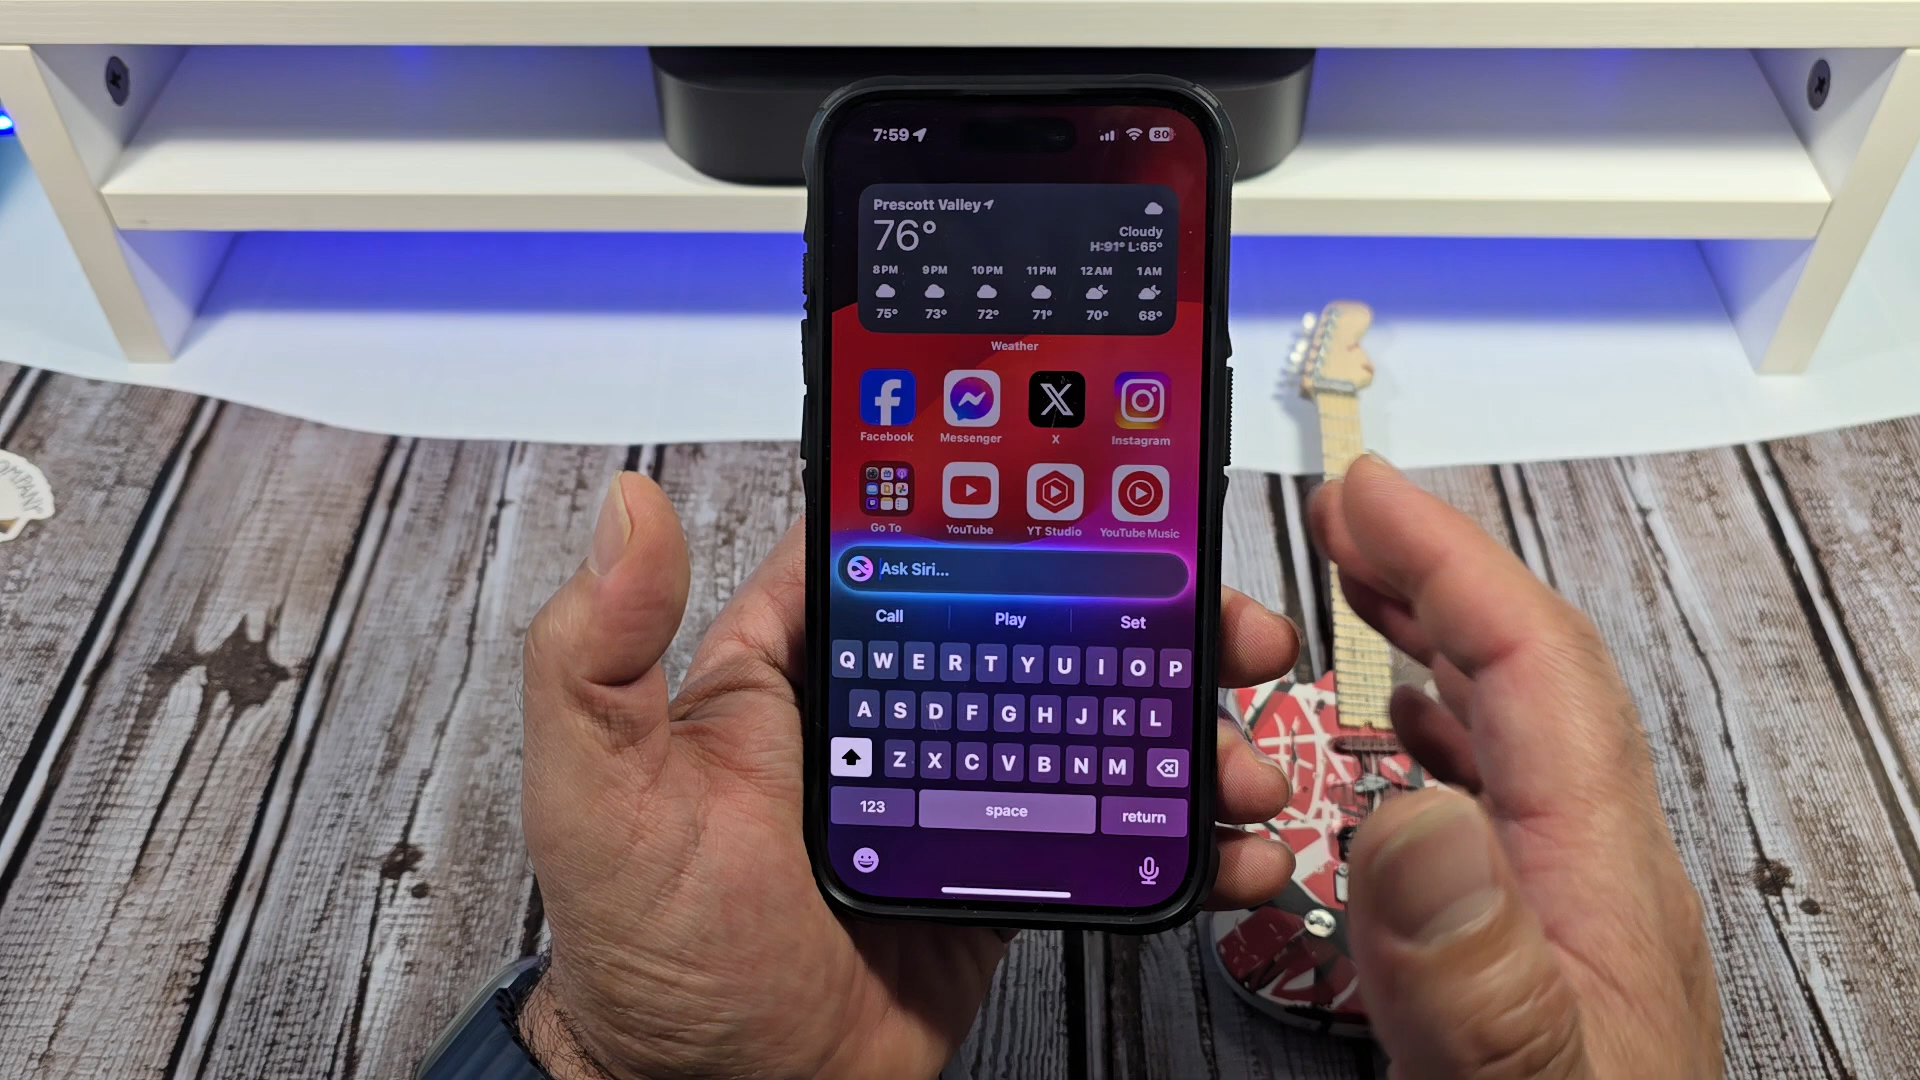 7:59
80
Prescott Valley
76°
Cloudy
H:91° L:65°
8PM 9PM 10PM 11PM 12AM 1AM
75° 73° 72° 71° 70° 68°
Weather
Facebook Messenger X Instagram
Go To YouTube YT Studio YouTube Music
Ask Siri...
Call Play Set
Q W E R T Y U I O P
A S D F G H J K L
Z X C V B N M
123 space return